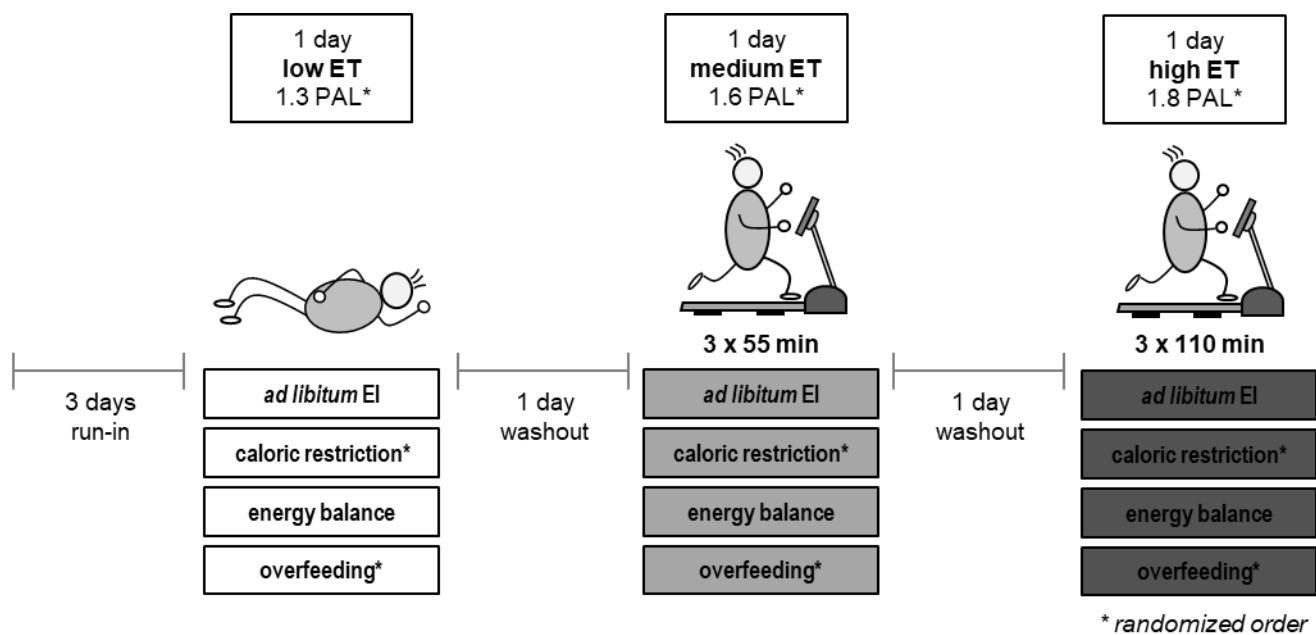 1 day
low ET
1.3 PAL*
1 day
medium ET
1.6 PAL*
1 day
high ET
1.8 PAL*
3 x 55 min
3 x 110 min
3 days
run-in
ad libitum EI
caloric restriction*
energy balance
overfeeding*
1 day
washout
ad libitum EI
caloric restriction*
energy balance
overfeeding*
1 day
washout
ad libitum EI
caloric restriction*
energy balance
overfeeding*
* randomized order